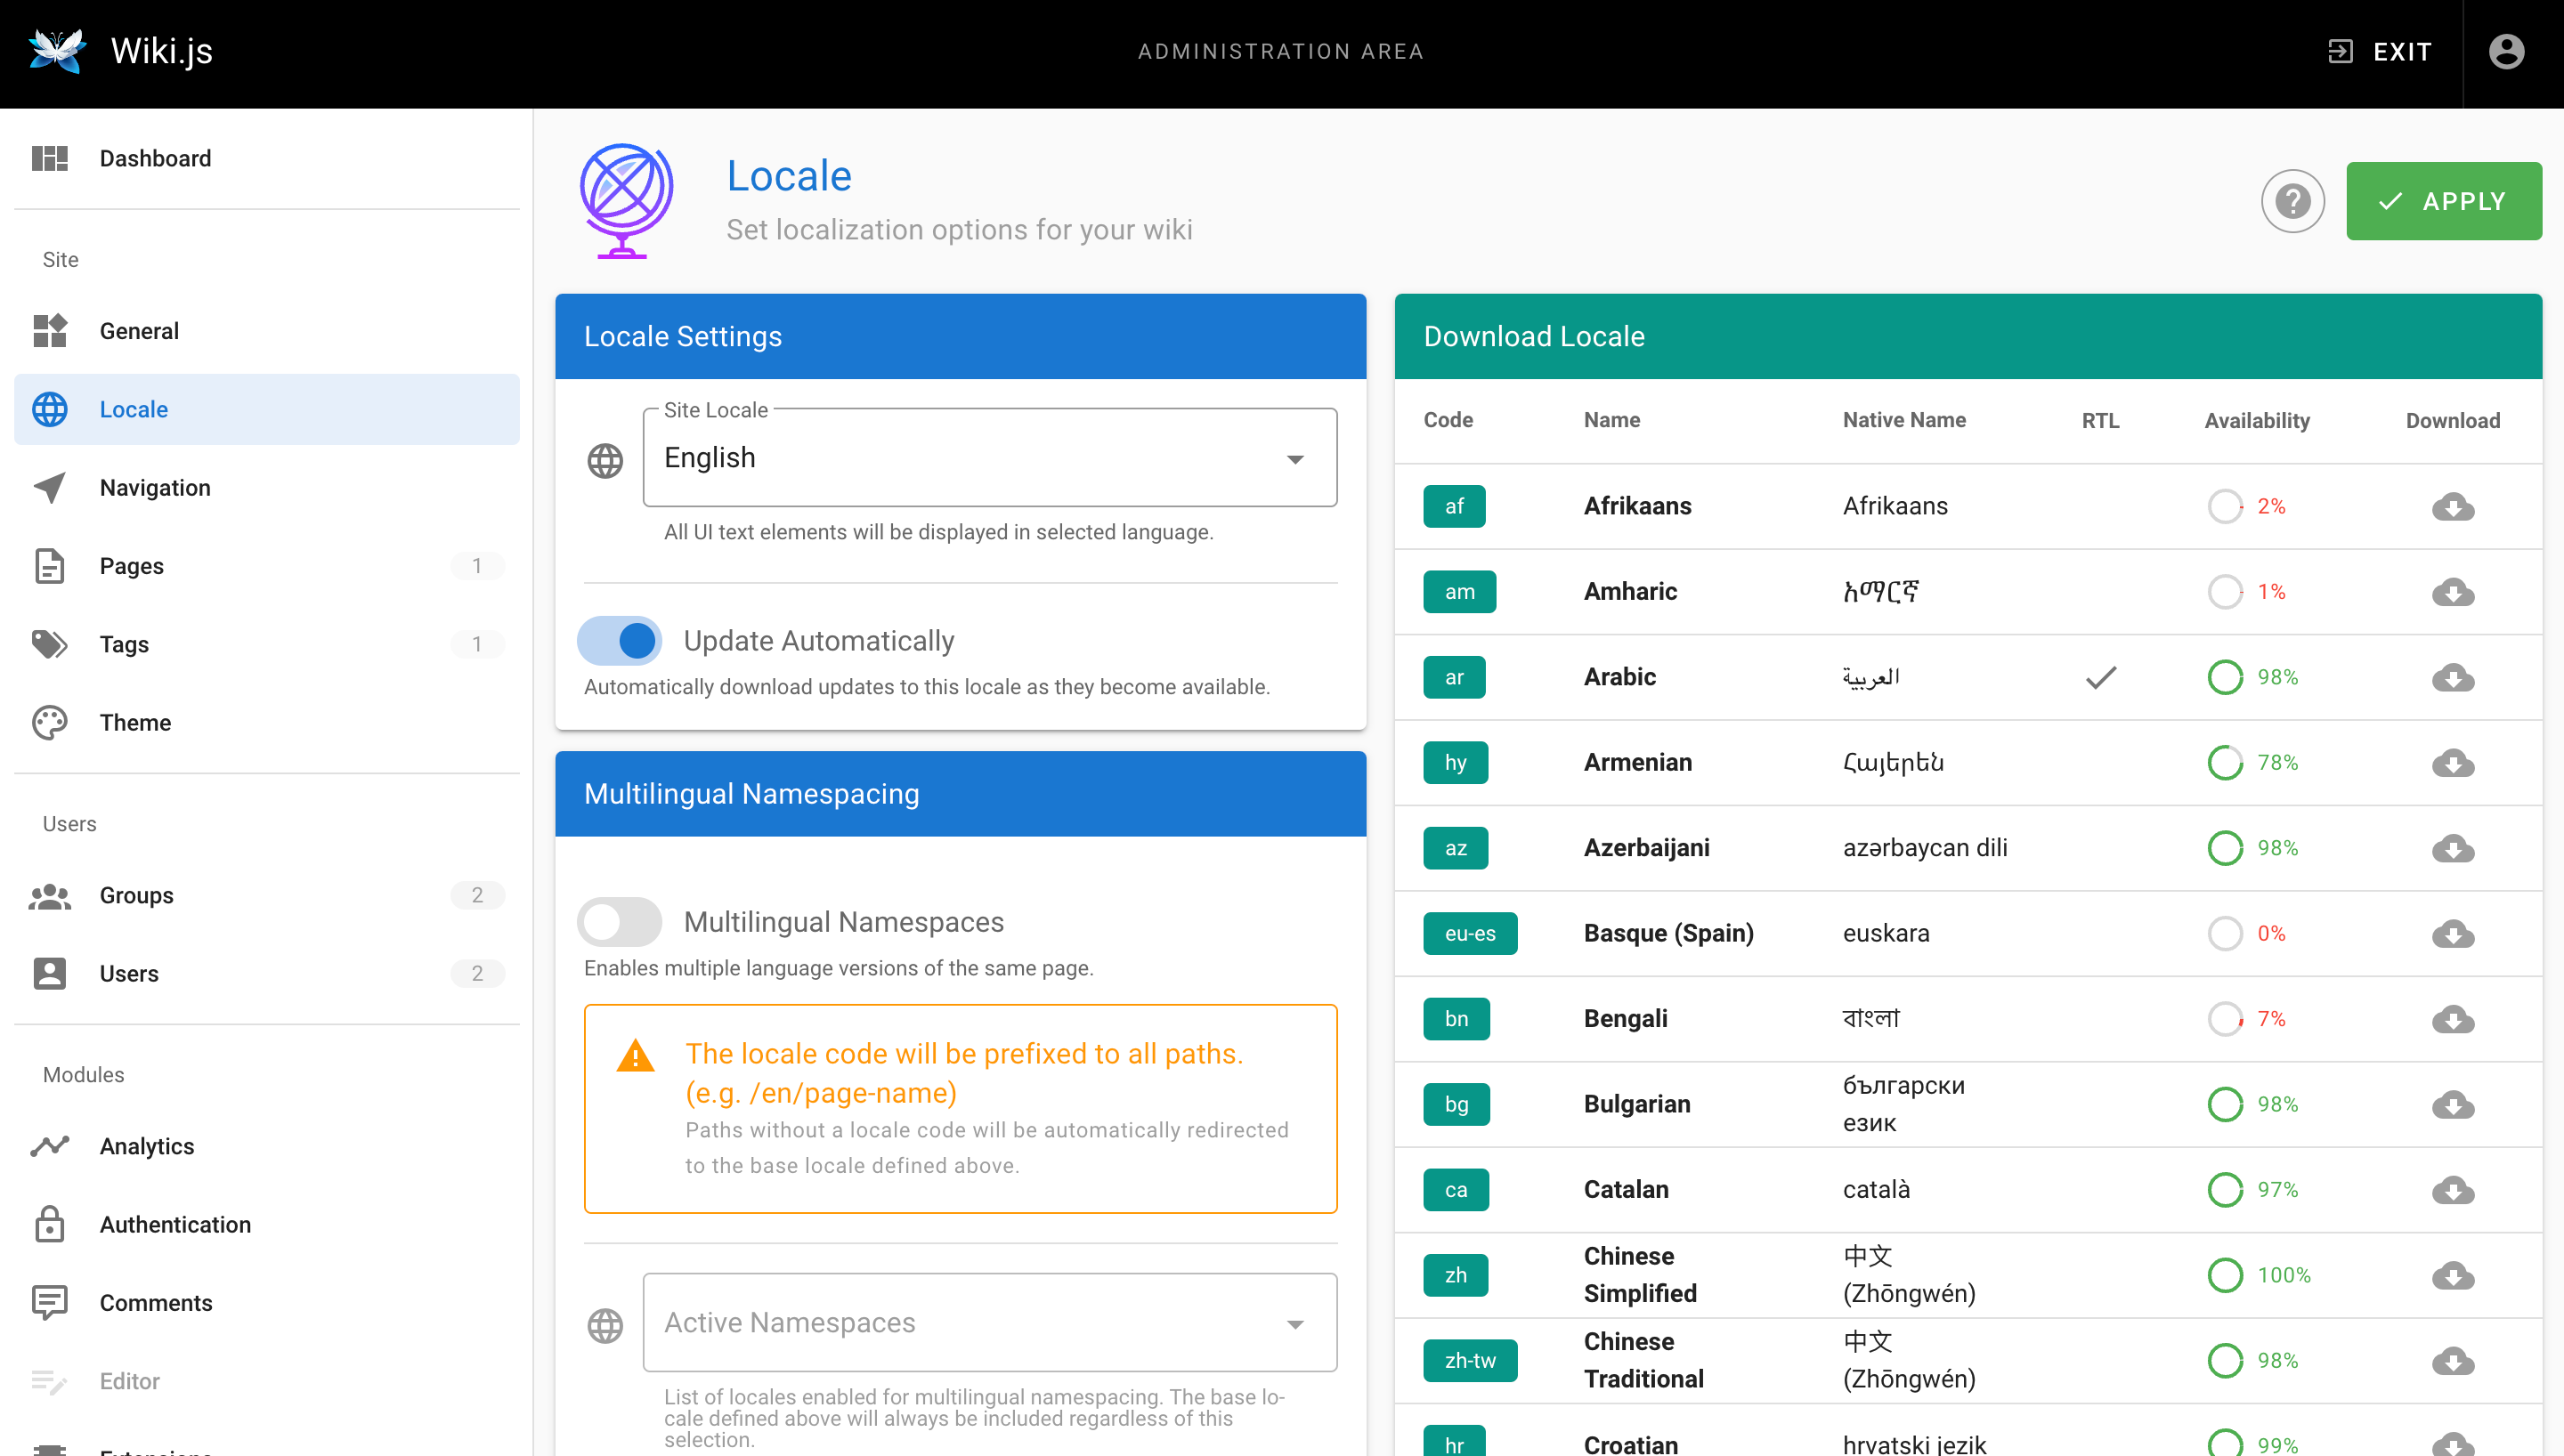 Wiki.js
ADMINISTRATION AREA
EXIT
Dashboard
Site
General
Locale
Navigation
Pages 1
Tags 1
Theme
Users
Groups 2
Users 2
Modules
Analytics
Authentication
Comments
Editor
Extensions
Locale
Set localization options for your wiki
APPLY
Locale Settings
Site Locale
English
All UI text elements will be displayed in selected language.
Update Automatically
Automatically download updates to this locale as they become available.
Multilingual Namespacing
Multilingual Namespaces
Enables multiple language versions of the same page.
The locale code will be prefixed to all paths.
(e.g. /en/page-name)
Paths without a locale code will be automatically redirected
to the base locale defined above.
Active Namespaces
List of locales enabled for multilingual namespacing. The base lo-
cale defined above will always be included regardless of this
selection.
Download Locale
Code Name Native Name RTL Availability Download
af Afrikaans Afrikaans 2%
am Amharic አማርኛ 1%
ar Arabic العربية 98%
hy Armenian Հայերեն 78%
az Azerbaijani azərbaycan dili 98%
eu-es Basque (Spain) euskara 0%
bn Bengali বাংলা 7%
bg Bulgarian български
език 98%
ca Catalan català 97%
zh Chinese
Simplified 中文
(Zhōngwén) 100%
zh-tw Chinese
Traditional 中文
(Zhōngwén) 98%
hr Croatian hrvatski jezik 99%